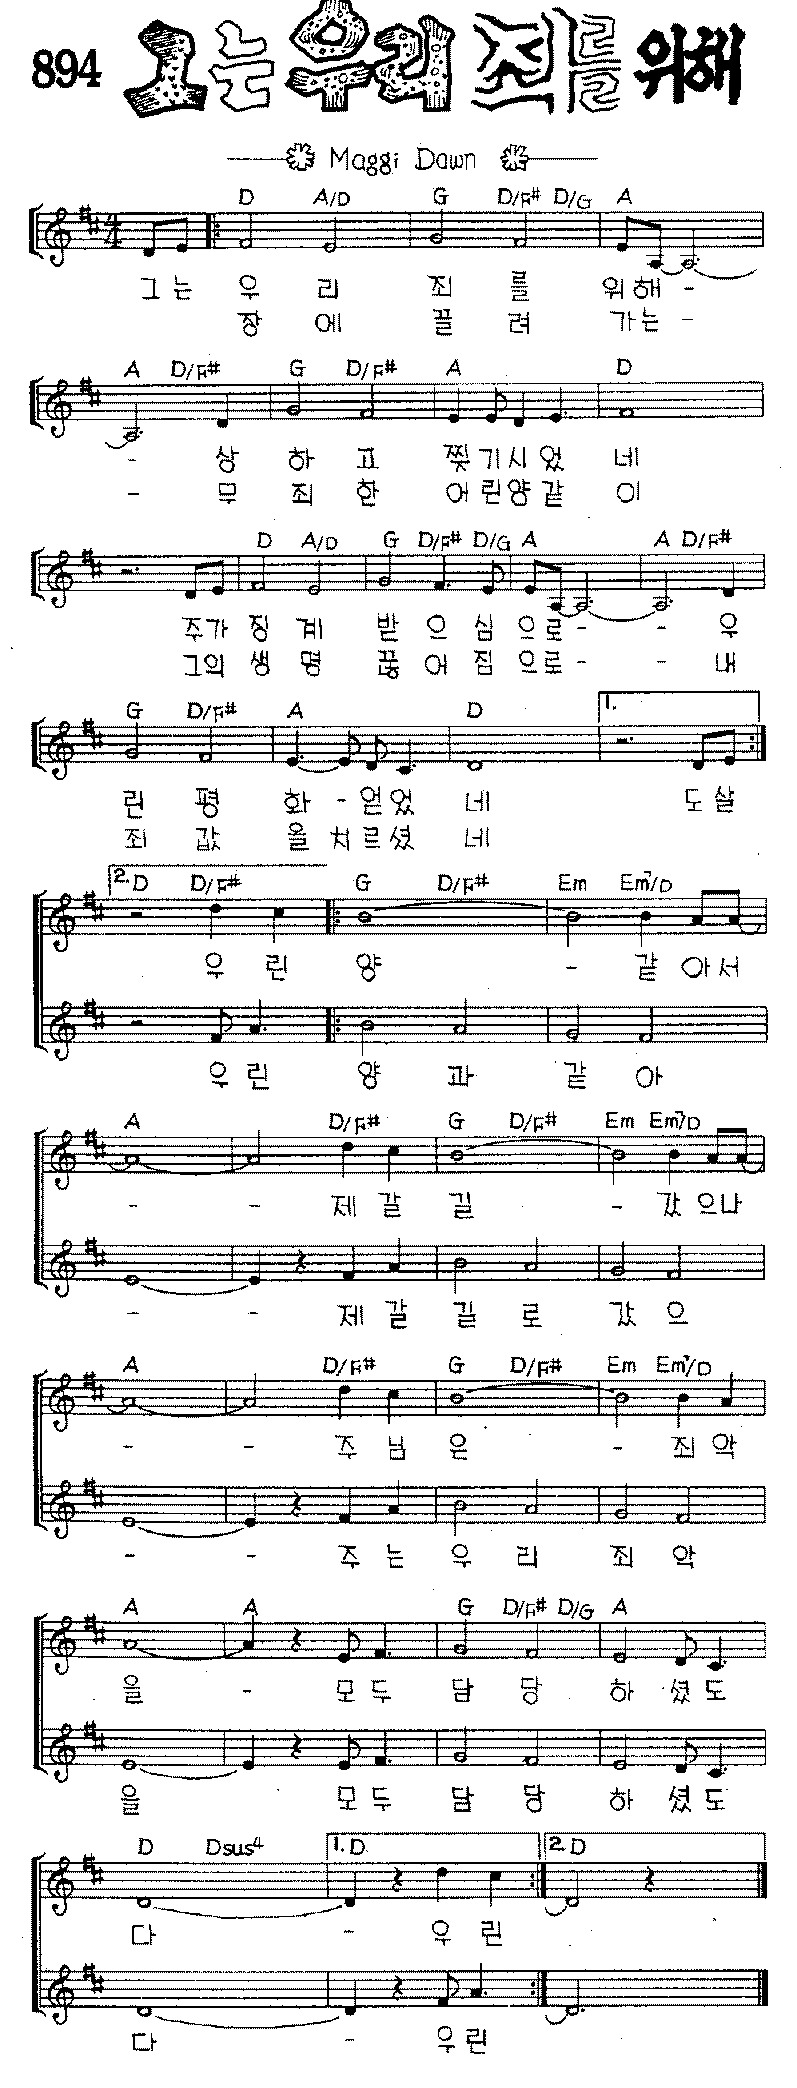 894 그는 우리 죄를 위해
Maggi Dawn
D A/D G D/F# D/G A
그는 우 리 죄 를 위해 -
장 에 끌 려 가는 -
A D/F# G D/F# A D
- 상 하 고 찢기시었 네
- 무 죄 한 어린양같 이
D A/D G D/F# D/G A A D/F#
주가 징 계 받 으 심 으로 - - 우
그의 생 명 끊 어 짐 으로 - - 내
G D/F# A D 1.
린 평 화 - 얻었 네 도살
죄 값 을 치르셨 네
2. D D/F# G D/F# Em Em7/D
우 린 양 - 같 아서
우 린 양 과 같 아
A D/F# G D/F# Em Em7/D
- - 제 갈 길 - 갔 으나
- - 제 갈 길 로 갔 으
A D/F# G D/F# Em Em7/D
- - 주 님 은 - 죄 악
- - 주 는 우 리 죄 악
A A G D/F# D/G A
을 - 모 두 담 당 하 셨 도
을 모 두 담 당 하 셨 도
D Dsus4 1. D 2. D
다 - 우 린
다 - 우 린